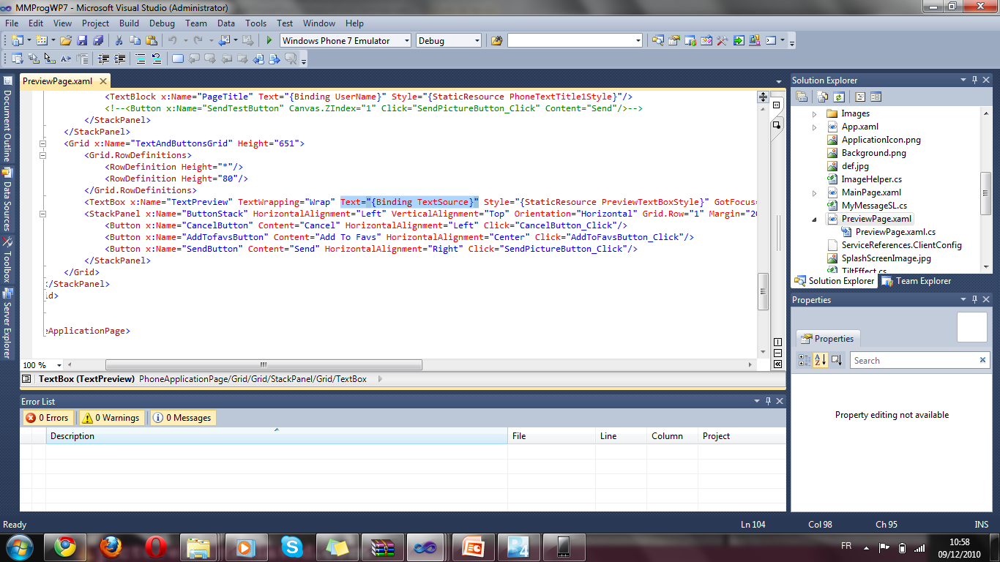 MMProgWP7 - Microsoft Visual Studio (Administrator)
File Edit View Project Build Debug Team Data Tools Test Window Help
Windows Phone 7 Emulator Debug
PreviewPage.xaml
Document Outline
Data Sources
Toolbox
Server Explorer
<TextBlock x:Name="PageTitle" Text="{Binding UserName}" Style="{StaticResource PhoneTextTitle1Style}"/>
<!--<Button x:Name="SendTestButton" Canvas.ZIndex="1" Click="SendPictureButton_Click" Content="Send"/>-->
</StackPanel>
</StackPanel>
<Grid x:Name="TextAndButtonsGrid" Height="651">
<Grid.RowDefinitions>
<RowDefinition Height="*"/>
<RowDefinition Height="80"/>
</Grid.RowDefinitions>
<TextBox x:Name="TextPreview" TextWrapping="Wrap" Text="{Binding TextSource}" Style="{StaticResource PreviewTextBoxStyle}" GotFocus=
<StackPanel x:Name="ButtonStack" HorizontalAlignment="Left" VerticalAlignment="Top" Orientation="Horizontal" Grid.Row="1" Margin="20
<Button x:Name="CancelButton" Content="Cancel" HorizontalAlignment="Left" Click="CancelButton_Click"/>
<Button x:Name="AddTofavsButton" Content="Add To Favs" HorizontalAlignment="Center" Click="AddToFavsButton_Click"/>
<Button x:Name="SendButton" Content="Send" HorizontalAlignment="Right" Click="SendPictureButton_Click"/>
</StackPanel>
</Grid>
</StackPanel>
id>
eApplicationPage>
100 %
TextBox (TextPreview) PhoneApplicationPage/Grid/Grid/StackPanel/Grid/TextBox
Solution Explorer
Images
App.xaml
ApplicationIcon.png
Background.png
def.jpg
ImageHelper.cs
MainPage.xaml
MyMessageSL.cs
PreviewPage.xaml
PreviewPage.xaml.cs
ServiceReferences.ClientConfig
SplashScreenImage.jpg
TiltEffect.cs
Solution Explorer Team Explorer
Properties
Properties
Search
Property editing not available
Error List
0 Errors 0 Warnings 0 Messages
Description File Line Column Project
Ready Ln 104 Col 98 Ch 95 INS
FR 10:58
09/12/2010